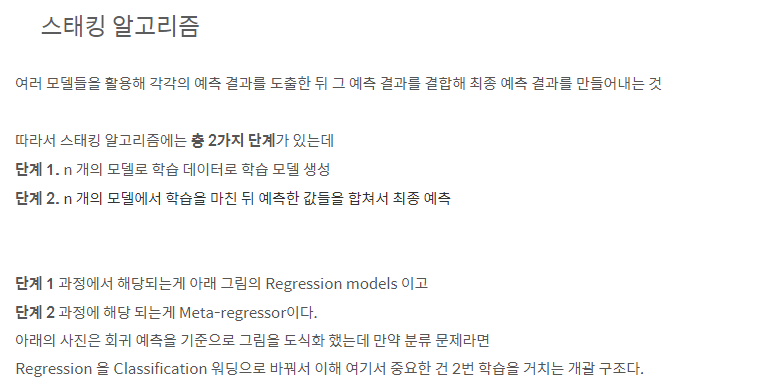 스태킹 알고리즘
여러 모델들을 활용해 각각의 예측 결과를 도출한 뒤 그 예측 결과를 결합해 최종 예측 결과를 만들어내는 것
따라서 스태킹 알고리즘에는 총 2가지 단계가 있는데
단계 1. n 개의 모델로 학습 데이터로 학습 모델 생성
단계 2. n 개의 모델에서 학습을 마친 뒤 예측한 값들을 합쳐서 최종 예측
단계 1 과정에서 해당되는게 아래 그림의 Regression models 이고
단계 2 과정에 해당 되는게 Meta-regressor이다.
아래의 사진은 회귀 예측을 기준으로 그림을 도식화 했는데 만약 분류 문제라면
Regression 을 Classification 워딩으로 바꿔서 이해 여기서 중요한 건 2번 학습을 거치는 개괄 구조다.